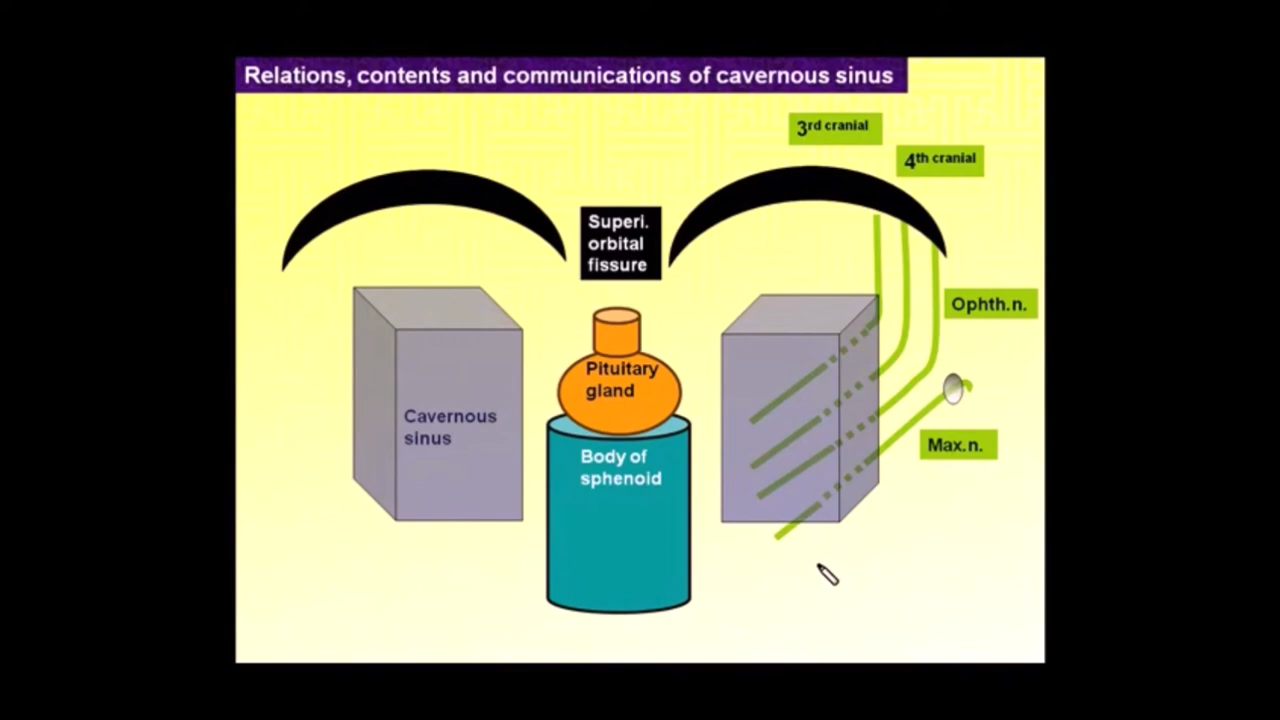 Relations, contents and communications of cavernous sinus
3rd cranial
4th cranial
Superi.
orbital
fissure
Ophth.n.
Pituitary
gland
Cavernous
sinus
Max.n.
Body of
sphenoid